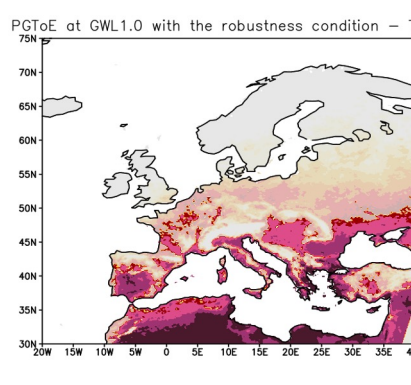 PGToE at GWL1.0 with the robustness condition –
75N
70N
65N
60N
55N
50N
45N
40N
35N
30N
20W 15W 10W 5W 0 5E 10E 15E 20E 25E 30E 35E